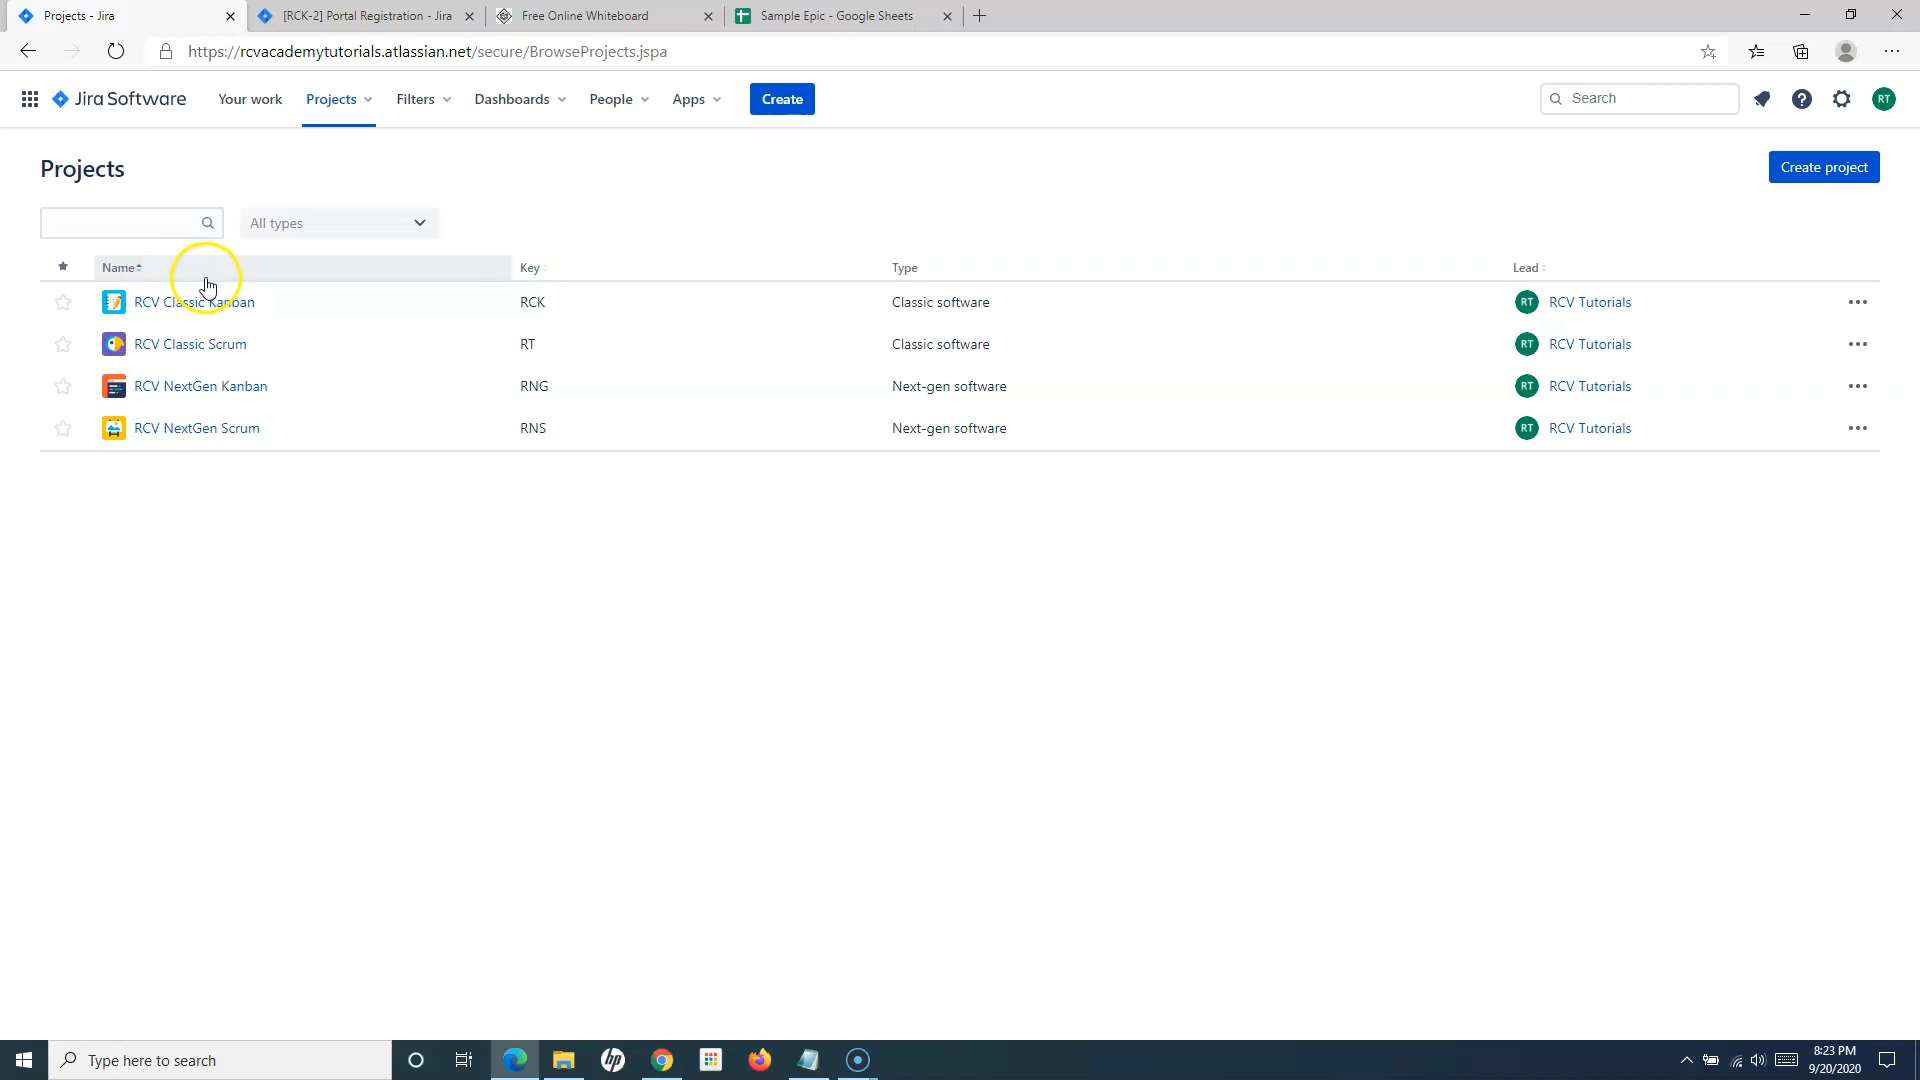 Projects - Jira
[RCK-2] Portal Registration - Jira
Free Online Whiteboard
Sample Epic - Google Sheets
https://rcvacademytutorials.atlassian.net/secure/BrowseProjects.jspa
Jira Software
Your work
Projects
Filters
Dashboards
People
Apps
Create
Search
RT
Projects
Create project
All types
Name
Key
Type
Lead
RCV Classic Kanban
RCK
Classic software
RT
RCV Tutorials
RCV Classic Scrum
RT
Classic software
RT
RCV Tutorials
RCV NextGen Kanban
RNG
Next-gen software
RT
RCV Tutorials
RCV NextGen Scrum
RNS
Next-gen software
RT
RCV Tutorials
Type here to search
hp
8:23 PM
9/20/2020